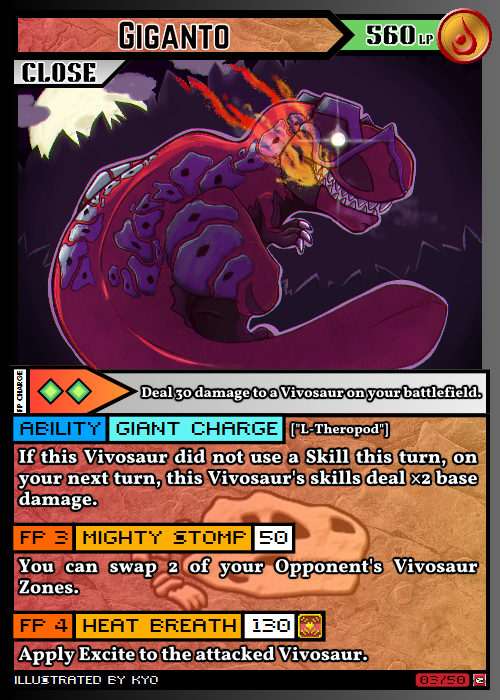 GIGANTO
560 LP
CLOSE
FP CHARGE
Deal 30 damage to a Vivosaur on your battlefield.
ABILITY GIANT CHARGE ["L-Theropod"]
If this Vivosaur did not use a Skill this turn, on
your next turn, this Vivosaur's skills deal ×2 base
damage.
FP 3 MIGHTY STOMP 50
You can swap 2 of your Opponent's Vivosaur
Zones.
FP 4 HEAT BREATH 130
Apply Excite to the attacked Vivosaur.
ILLUSTRATED BY KYO
03/50